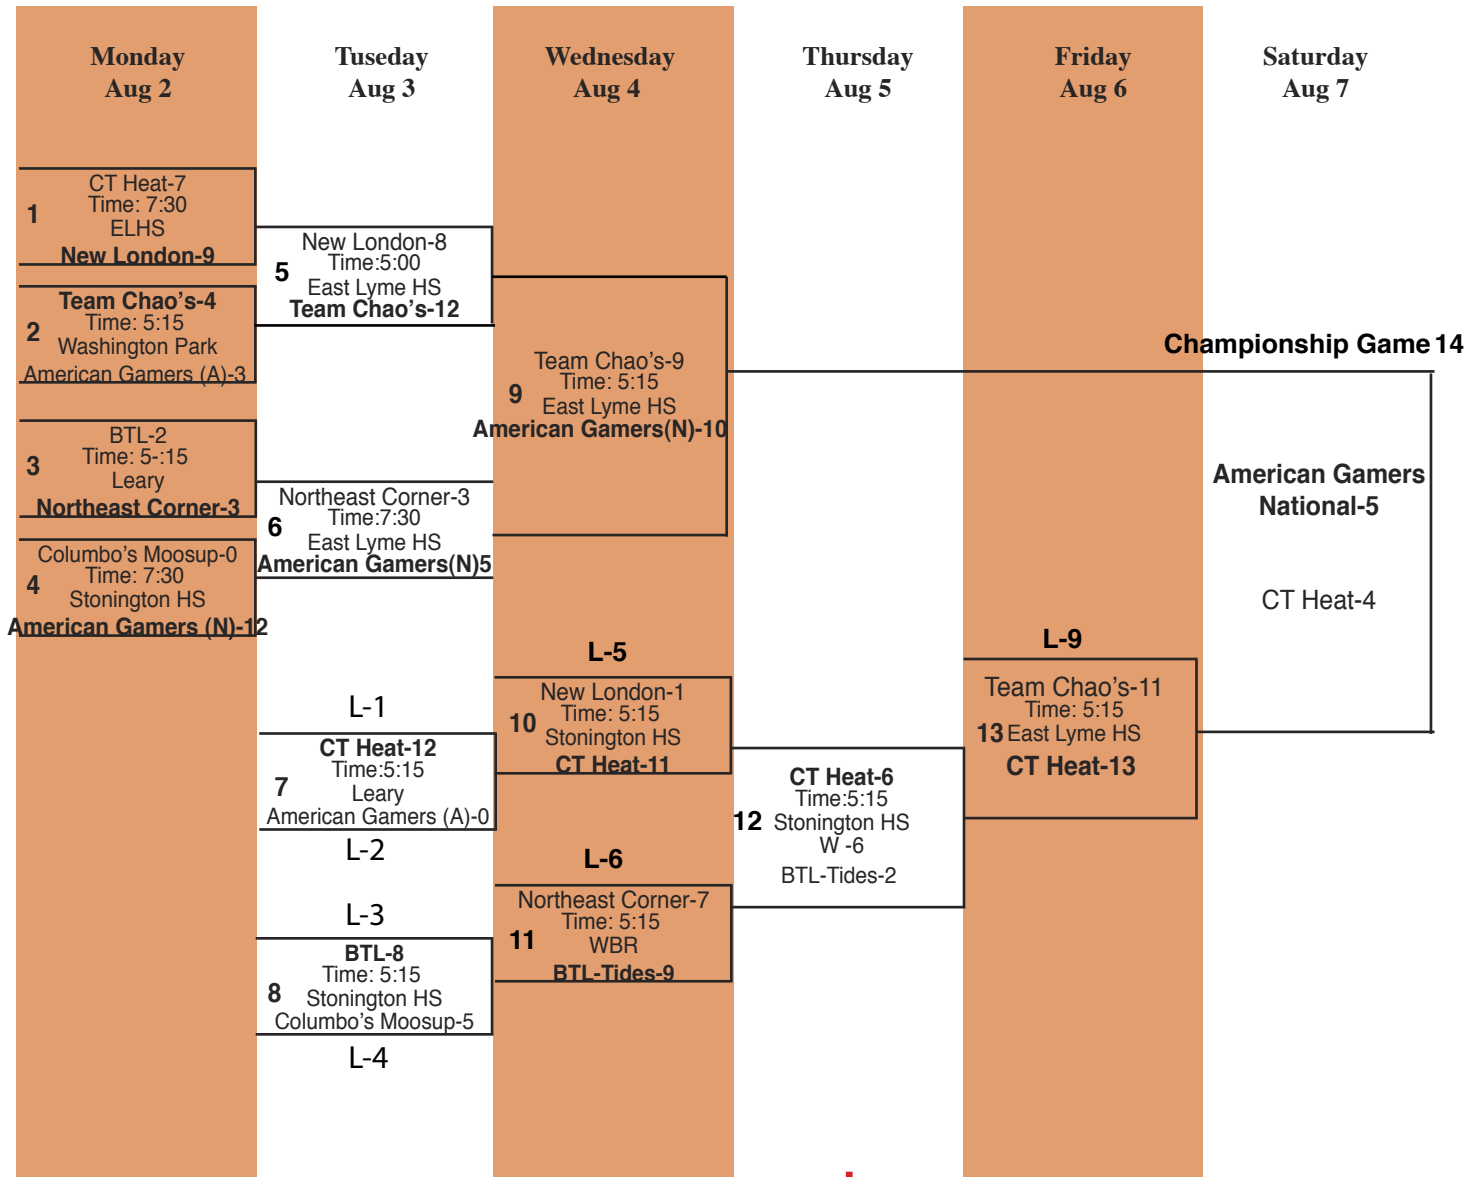 Monday
Aug 2
Tuseday
Aug 3
Wednesday
Aug 4
Thursday
Aug 5
Friday
Aug 6
Saturday
Aug 7
1
CT Heat-7
Time: 7:30
ELHS
New London-9
2
Team Chao's-4
Time: 5:15
Washington Park
American Gamers (A)-3
3
BTL-2
Time: 5-:15
Leary
Northeast Corner-3
4
Columbo's Moosup-0
Time: 7:30
Stonington HS
American Gamers (N)-12
5
New London-8
Time:5:00
East Lyme HS
Team Chao's-12
6
Northeast Corner-3
Time:7:30
East Lyme HS
American Gamers(N)5
L-1
7
CT Heat-12
Time:5:15
Leary
American Gamers (A)-0
L-2
L-3
8
BTL-8
Time: 5:15
Stonington HS
Columbo's Moosup-5
L-4
9
Team Chao's-9
Time: 5:15
East Lyme HS
American Gamers(N)-10
L-5
10
New London-1
Time: 5:15
Stonington HS
CT Heat-11
L-6
11
Northeast Corner-7
Time: 5:15
WBR
BTL-Tides-9
12
CT Heat-6
Time:5:15
Stonington HS
W -6
BTL-Tides-2
L-9
13
Team Chao's-11
Time: 5:15
East Lyme HS
CT Heat-13
Championship Game 14
American Gamers
National-5
CT Heat-4